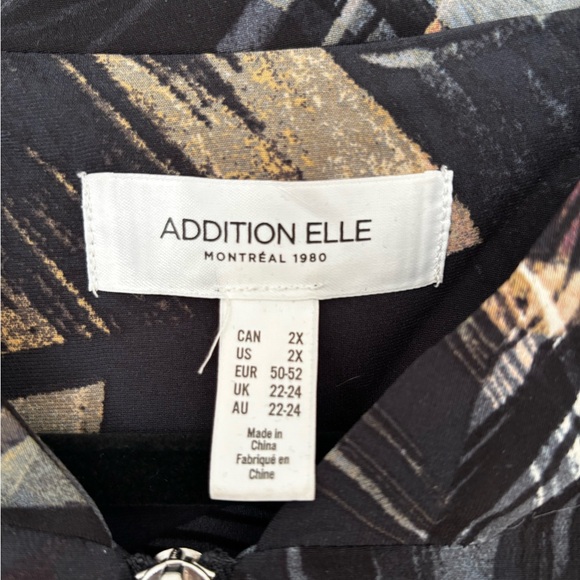 ADDITION ELLE
MONTRÉAL 1980
CAN 2X
US 2X
EUR 50-52
UK 22-24
AU 22-24
Made in
China
Fabriqué en
Chine